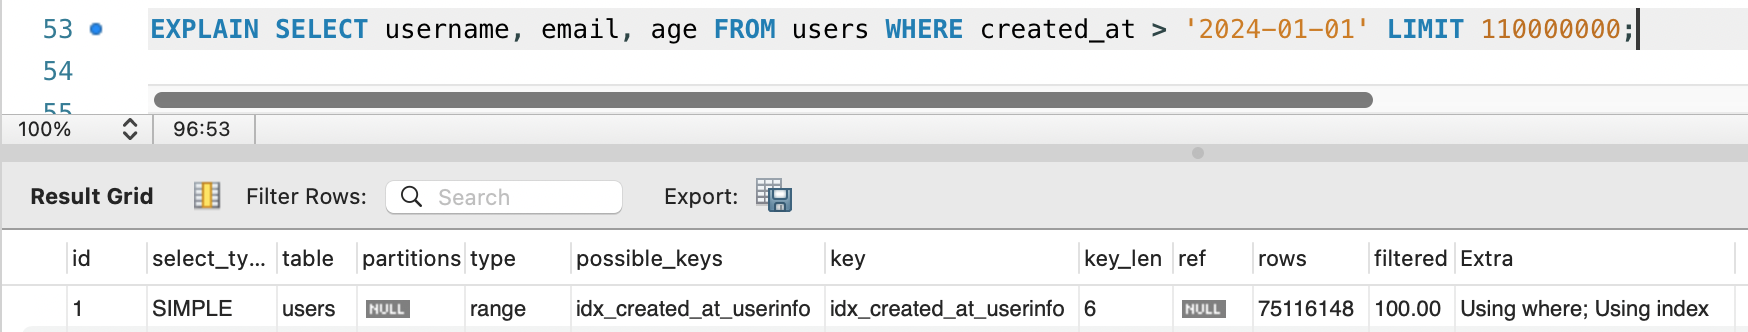 53 EXPLAIN SELECT username, email, age FROM users WHERE created_at > '2024-01-01' LIMIT 110000000;
54
55
100% 96:53
Result Grid Filter Rows: Search Export:
id select_ty... table partitions type possible_keys key key_len ref rows filtered Extra
1 SIMPLE users NULL range idx_created_at_userinfo idx_created_at_userinfo 6 NULL 75116148 100.00 Using where; Using index